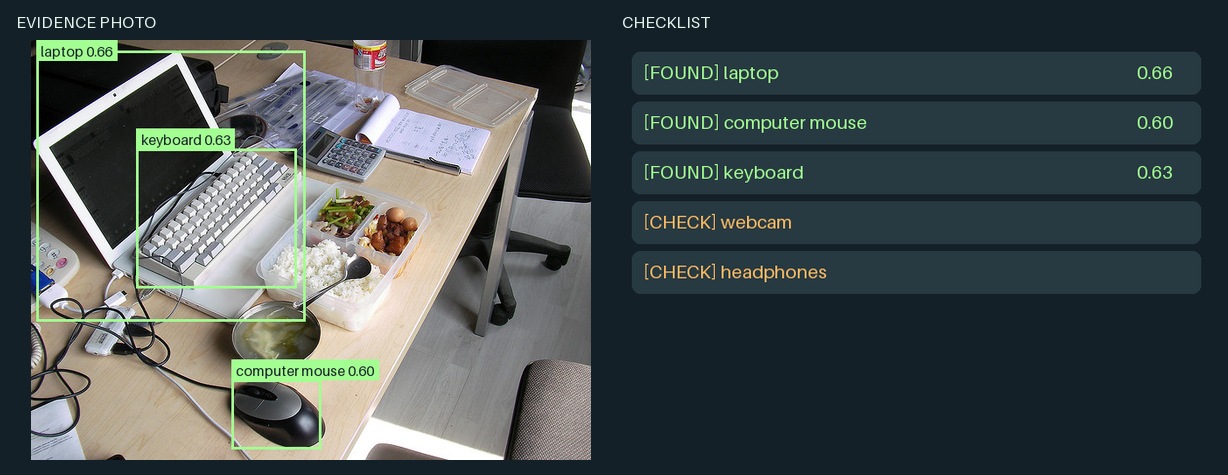 EVIDENCE PHOTO
laptop 0.66
keyboard 0.63
computer mouse 0.60
CHECKLIST
[FOUND] laptop 0.66
[FOUND] computer mouse 0.60
[FOUND] keyboard 0.63
[CHECK] webcam
[CHECK] headphones